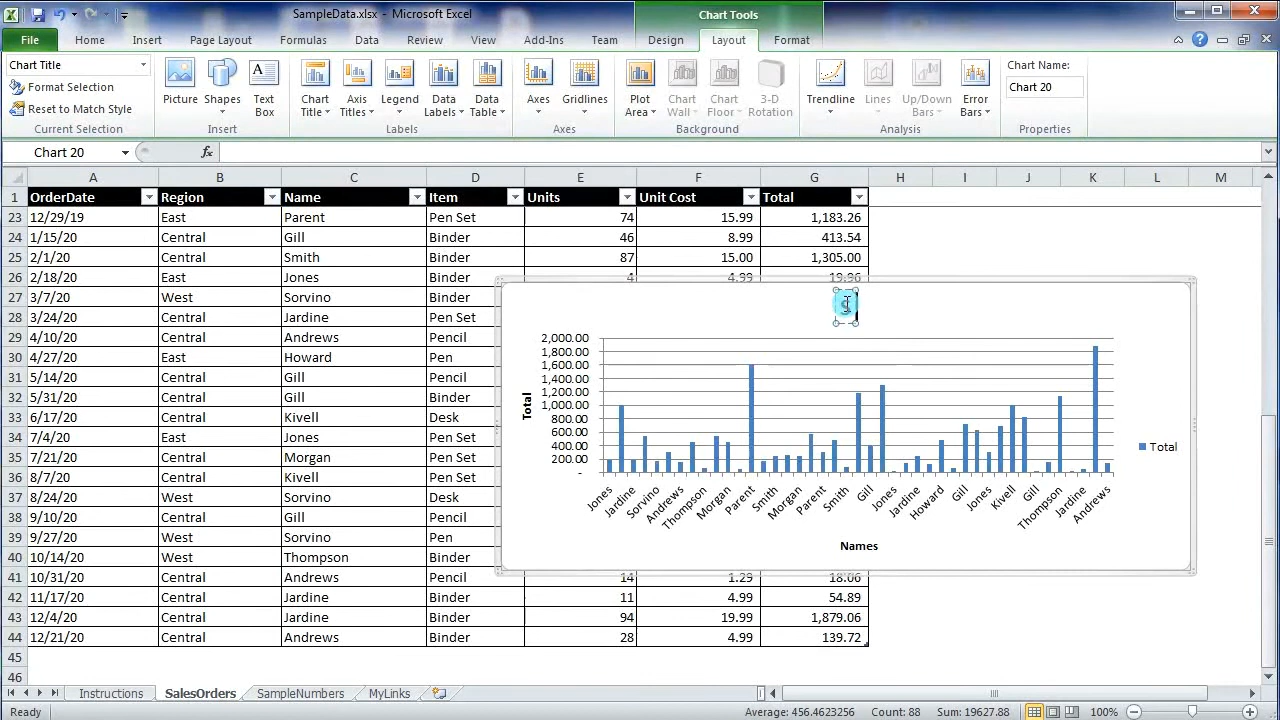 SampleData.xlsx - Microsoft Excel
Chart Tools
File Home Insert Page Layout Formulas Data Review View Add-Ins Team Design Layout Format
Chart Title
Format Selection
Reset to Match Style
Current Selection
Picture Shapes Text Box
Insert
Chart Title Axis Titles Legend Data Labels Data Table
Labels
Axes Gridlines
Axes
Plot Area Chart Wall Chart Floor 3-D Rotation
Background
Trendline Lines Up/Down Bars Error Bars
Analysis
Chart Name:
Chart 20
Properties
Chart 20 fx
A B C D E F G H I J K L M
1 OrderDate Region Name Item Units Unit Cost Total
23 12/29/19 East Parent Pen Set 74 15.99 1,183.26
24 1/15/20 Central Gill Binder 46 8.99 413.54
25 2/1/20 Central Smith Binder 87 15.00 1,305.00
26 2/18/20 East Jones Binder 4 4.99 19.96
27 3/7/20 West Sorvino Binder
28 3/24/20 Central Jardine Pen Set
29 4/10/20 Central Andrews Pencil
30 4/27/20 East Howard Pen
31 5/14/20 Central Gill Pencil
32 5/31/20 Central Gill Binder
33 6/17/20 Central Kivell Desk
34 7/4/20 East Jones Pen Set
35 7/21/20 Central Morgan Pen Set
36 8/7/20 Central Kivell Pen Set
37 8/24/20 West Sorvino Desk
38 9/10/20 Central Gill Pencil
39 9/27/20 West Sorvino Pen
40 10/14/20 West Thompson Binder
41 10/31/20 Central Andrews Pencil 14 1.29 18.06
42 11/17/20 Central Jardine Binder 11 4.99 54.89
43 12/4/20 Central Jardine Binder 94 19.99 1,879.06
44 12/21/20 Central Andrews Binder 28 4.99 139.72
45
46
2,000.00
1,800.00
1,600.00
1,400.00
1,200.00
1,000.00
800.00
600.00
400.00
200.00
-
Total
Jones Jardine Sorvino Andrews Thompson Morgan Parent Smith Morgan Parent Smith Gill Jones Jardine Howard Gill Jones Kivell Gill Thompson Jardine Andrews
Names
Total
Instructions SalesOrders SampleNumbers MyLinks
Ready Average: 456.4623256 Count: 88 Sum: 19627.88 100%